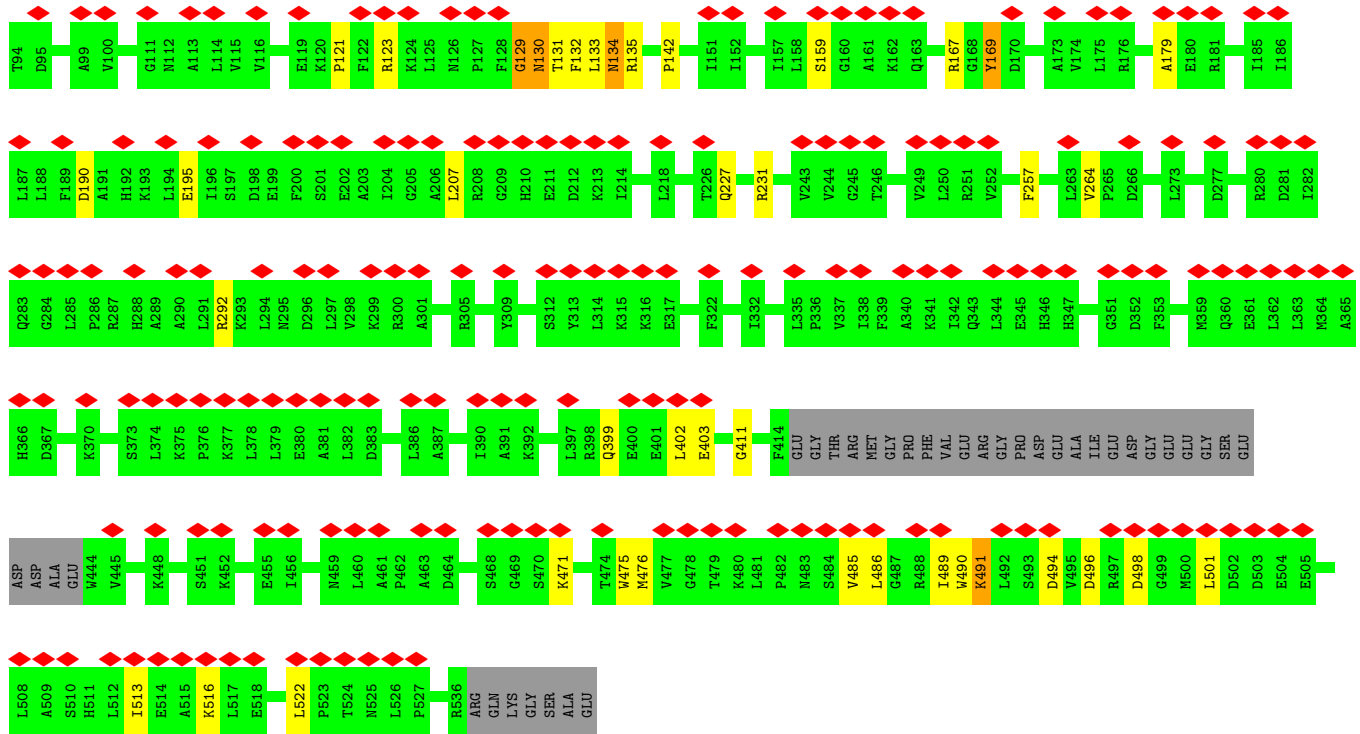 T94 D95 A99 V100 G111 N112 A113 L114 V115 V116 E119 K120 P121 F122 R123 K124 L125 N126 P127 F128 G129 N130 T131 F132 L133 N134 R135 P142 I151 I152 I157 L158 S159 G160 A161 K162 Q163 R167 G168 Y169 D170 A173 V174 L175 R176 A179 E180 R181 I185 I186
L187 L188 F189 D190 A191 H192 K193 L194 E195 I196 S197 D198 E199 F200 S201 E202 A203 I204 G205 A206 L207 R208 G209 H210 E211 D212 K213 I214 L218 T226 Q227 R231 V243 V244 G245 T246 V249 L250 R251 V252 F257 L263 V264 P265 D266 L273 D277 R280 D281 I282
Q283 G284 L285 P286 R287 H288 A289 A290 L291 R292 K293 L294 N295 D296 L297 V298 K299 R300 A301 R305 Y309 S312 Y313 L314 K315 K316 E317 F322 I332 L335 P336 V337 I338 F339 A340 K341 I342 Q343 L344 E345 H346 H347 G351 D352 F353 M359 Q360 E361 L362 L363 M364 A365
H366 D367 K370 S373 L374 K375 P376 K377 L378 L379 E380 A381 L382 D383 L386 A387 I390 A391 K392 L397 R398 Q399 E400 E401 L402 E403 G411 F414 GLU GLY THR ARG MET GLY PRO PHE VAL GLU ARG GLY PRO ASP GLU ALA ILE GLU ASP GLY GLU GLU GLY SER GLU
ASP ASP ALA GLU W444 V445 K448 S451 K452 E455 I456 N459 L460 A461 P462 A463 D464 S468 G469 S470 K471 T474 W475 M476 V477 G478 T479 K480 L481 P482 N483 S484 V485 L486 G487 R488 I489 W490 K491 L492 S493 D494 V495 D496 R497 D498 G499 M500 L501 D502 D503 E504 E505
L508 A509 S510 H511 L512 I513 E514 A515 K516 L517 E518 L522 P523 T524 N525 L526 P527 R536 ARG GLN LYS GLY SER ALA GLU